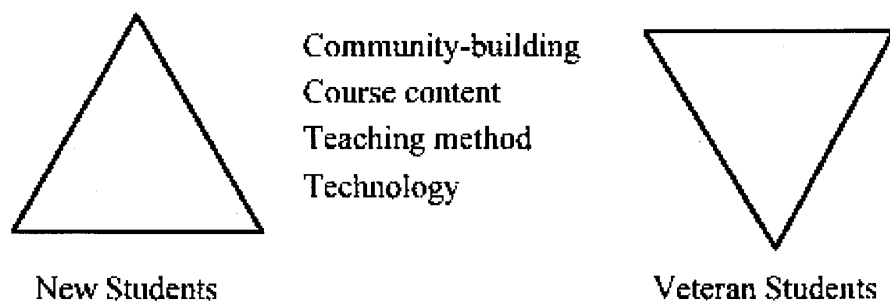 Community-building
Course content
Teaching method
Technology
New Students
Veteran Students